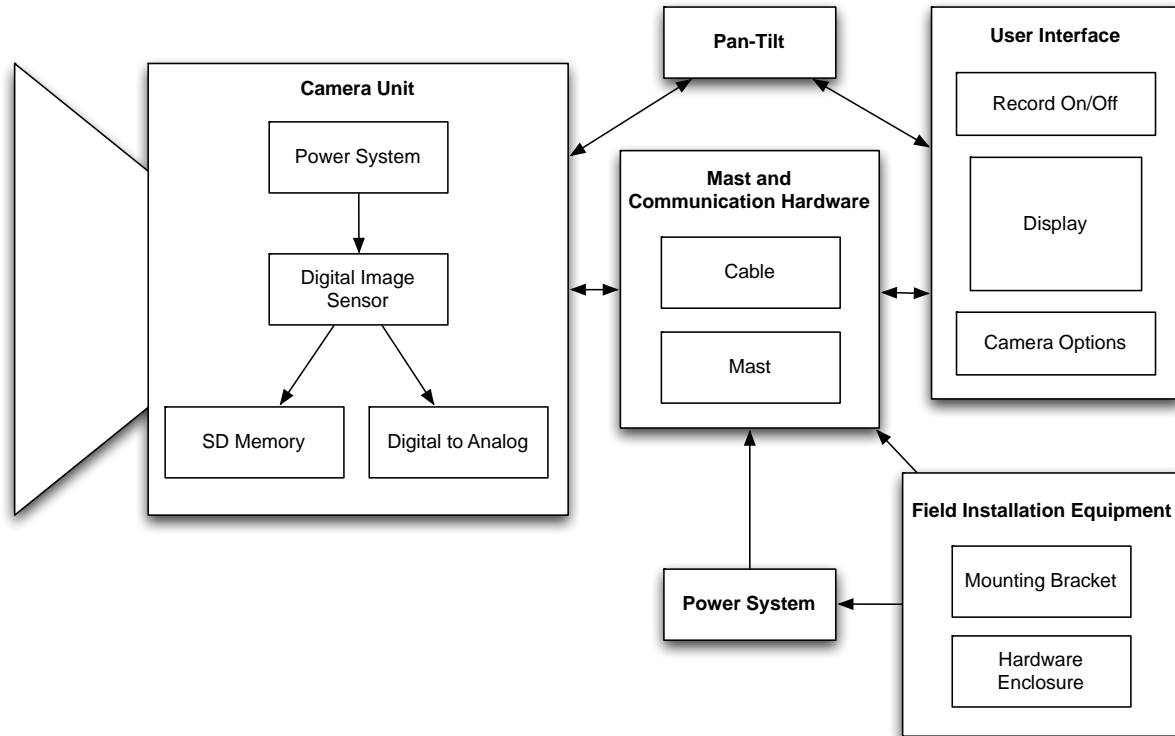 Camera Unit
Power System
Digital Image
Sensor
SD Memory
Digital to Analog
Pan-Tilt
Mast and
Communication Hardware
Cable
Mast
User Interface
Record On/Off
Display
Camera Options
Power System
Field Installation Equipment
Mounting Bracket
Hardware
Enclosure